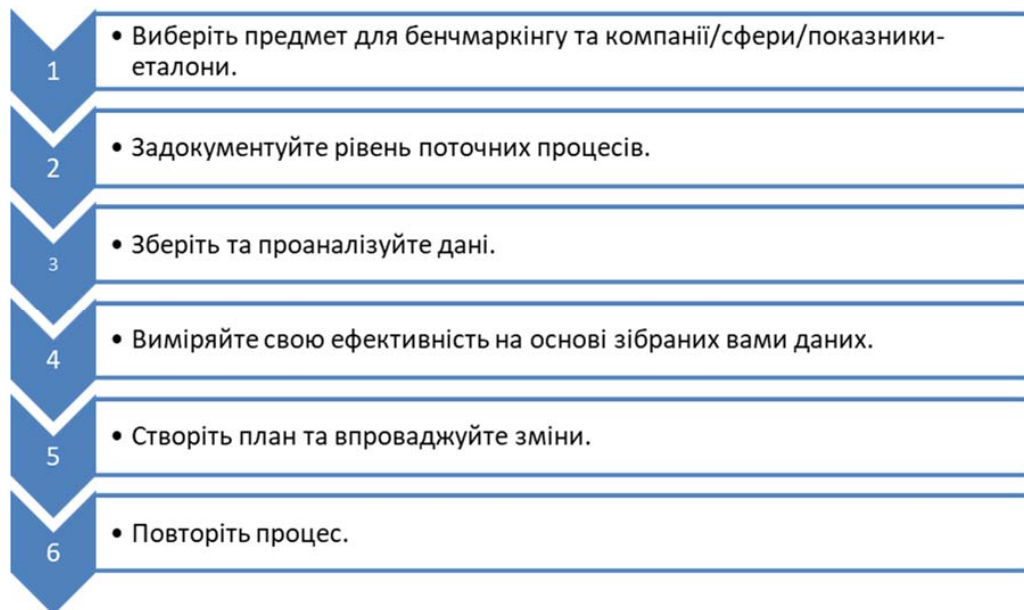 1
• Виберіть предмет для бенчмаркінгу та компанії/сфери/показники-
еталони.
2
• Задокументуйте рівень поточних процесів.
3
• Зберіть та проаналізуйте дані.
4
• Виміряйте свою ефективність на основі зібраних вами даних.
5
• Створіть план та впроваджуйте зміни.
6
• Повторіть процес.